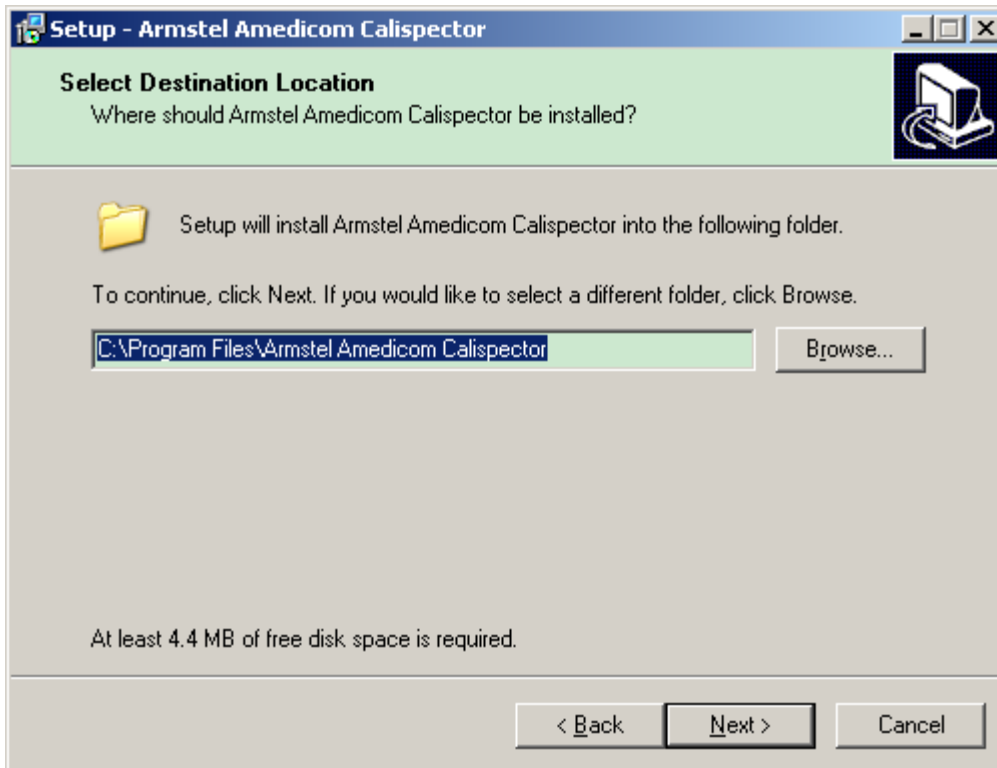 Setup - Armstel Amedicom Calispector
Select Destination Location
Where should Armstel Amedicom Calispector be installed?
Setup will install Armstel Amedicom Calispector into the following folder.
To continue, click Next. If you would like to select a different folder, click Browse.
C:\Program Files\Armstel Amedicom Calispector
Browse...
At least 4.4 MB of free disk space is required.
< Back
Next >
Cancel